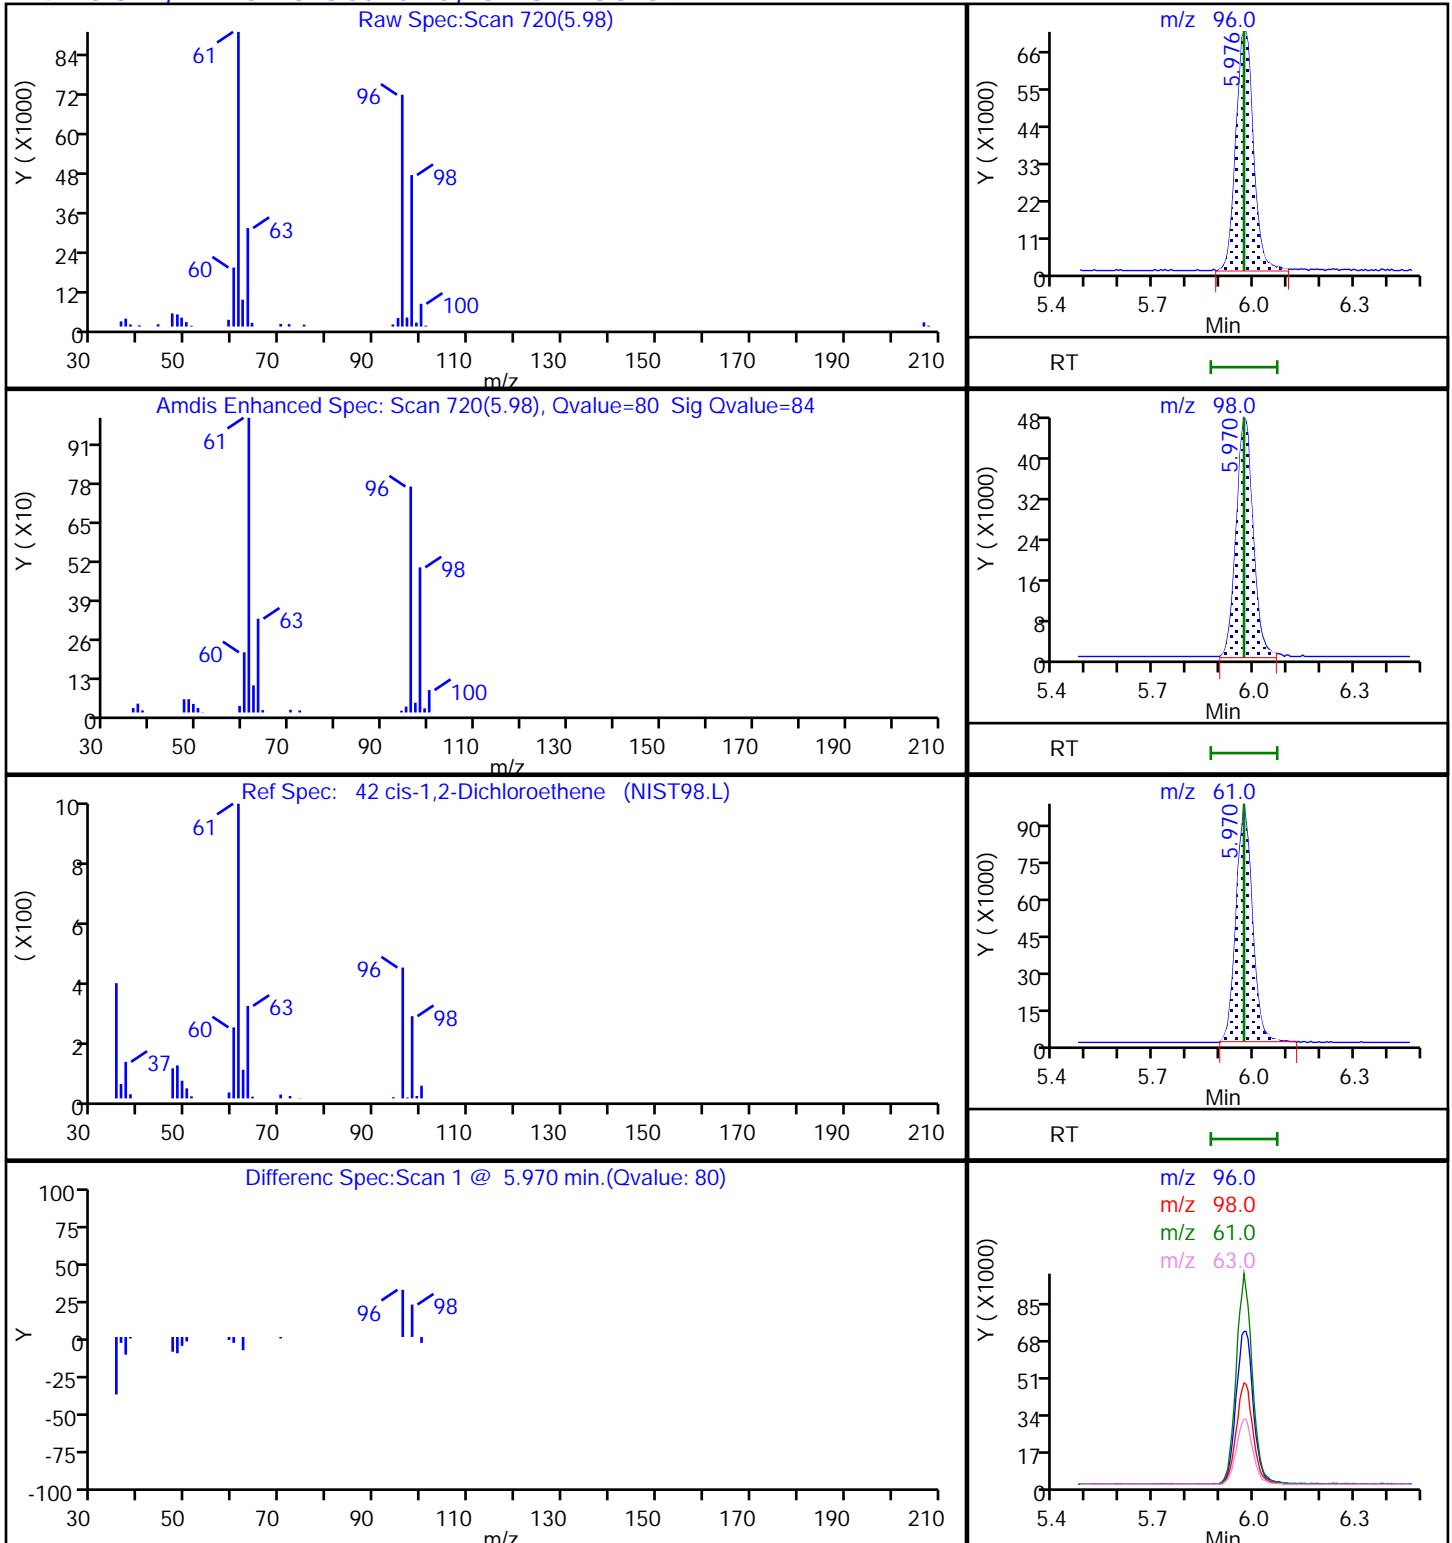 Raw Spec:Scan 720(5.98)
Y ( X1000)
84
72
60
48
36
24
12
0
61
96
98
63
60
100
30 50 70 90 110 130 150 170 190 210
m/z
m/z 96.0
Y ( X1000)
66
55
44
33
22
11
0
5.976
5.4 5.7 6.0 6.3
Min
RT
Amdis Enhanced Spec: Scan 720(5.98), Qvalue=80 Sig Qvalue=84
Y ( X10)
91
78
65
52
39
26
13
0
61
96
98
63
60
100
30 50 70 90 110 130 150 170 190 210
m/z
m/z 98.0
Y ( X1000)
48
40
32
24
16
8
0
5.970
5.4 5.7 6.0 6.3
Min
RT
Ref Spec: 42 cis-1,2-Dichloroethene (NIST98.L)
( X100)
10
8
6
4
2
0
61
96
63
98
60
37
30 50 70 90 110 130 150 170 190 210
m/z 61.0
Y ( X1000)
90
75
60
45
30
15
0
5.970
5.4 5.7 6.0 6.3
Min
RT
Differenc Spec:Scan 1 @ 5.970 min.(Qvalue: 80)
Y
100
75
50
25
0
-25
-50
-75
-100
96
98
30 50 70 90 110 130 150 170 190 210
m/z
m/z 96.0
m/z 98.0
m/z 61.0
m/z 63.0
Y ( X1000)
85
68
51
34
17
0
5.4 5.7 6.0 6.3
Min